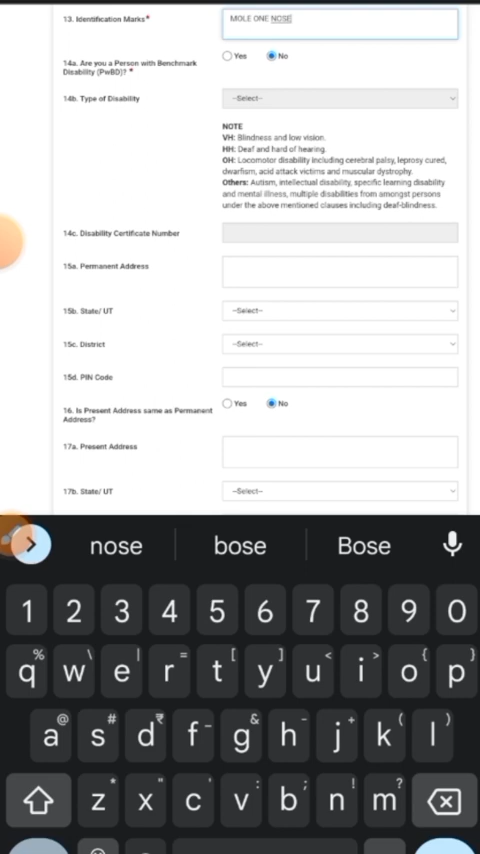 13. Identification Marks*
MOLE ONE NOSE
14a. Are you a Person with Benchmark
Disability (PwBD)? *
Yes No
14b. Type of Disability
--Select--
NOTE
VH: Blindness and low vision.
HH: Deaf and hard of hearing.
OH: Locomotor disability including cerebral palsy, leprosy cured,
dwarfism, acid attack victims and muscular dystrophy.
Others: Autism, intellectual disability, specific learning disability
and mental illness, multiple disabilities from amongst persons
under the above mentioned clauses including deaf-blindness.
14c. Disability Certificate Number
15a. Permanent Address
15b. State/ UT
--Select--
15c. District
--Select--
15d. PIN Code
16. Is Present Address same as Permanent
Address?
Yes No
17a. Present Address
17b. State/ UT
--Select--
nose bose Bose
1 2 3 4 5 6 7 8 9 0
% \ | = [ ] < > { }
q w e r t y u i o p
@ # ₹ _ & - + ( )
a s d f g h j k l
* " ' : ; ! ?
z x c v b n m